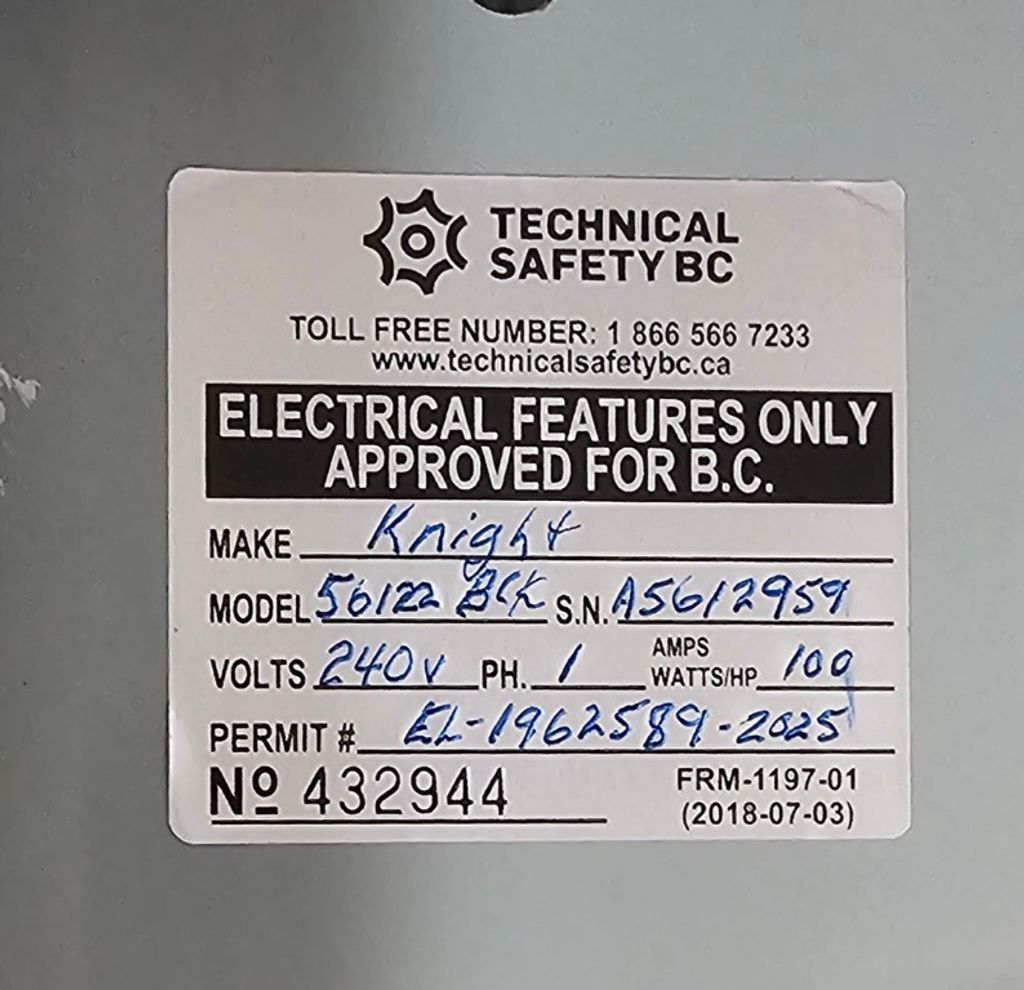 TECHNICAL
SAFETY BC
TOLL FREE NUMBER: 1 866 566 7233
www.technicalsafetybc.ca
ELECTRICAL FEATURES ONLY
APPROVED FOR B.C.
MAKE Knight
MODEL 56122 BLK S.N. A5612959
VOLTS 240V PH. 1 AMPS WATTS/HP 100
PERMIT # EL-1962589-2025
Nº 432944 FRM-1197-01
(2018-07-03)